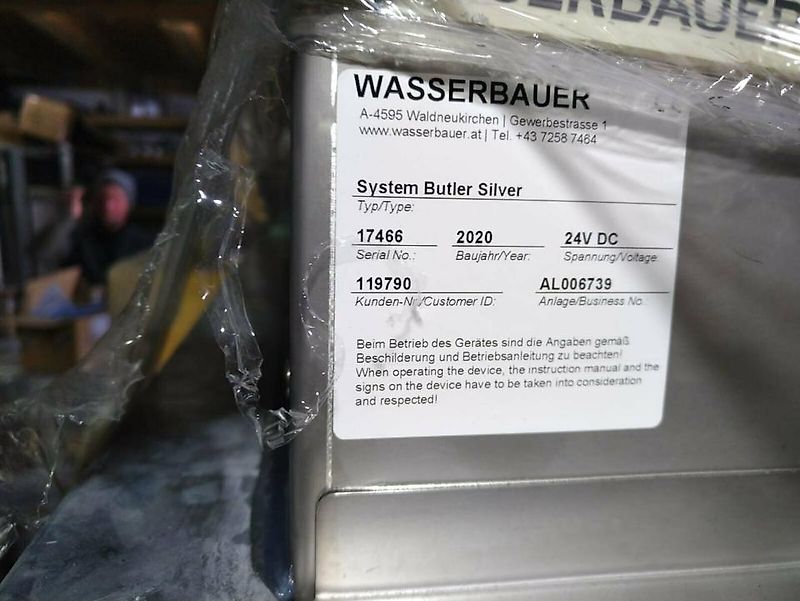 ERBAUER
WASSERBAUER
A-4595 Waldneukirchen | Gewerbestrasse 1
www.wasserbauer.at | Tel. +43 7258 7464
System Butler Silver
Typ/Type:
17466 2020 24V DC
Serial No.: Baujahr/Year: Spannung/Voltage:
119790 AL006739
Kunden-Nr./Customer ID: Anlage/Business No.:
Beim Betrieb des Gerätes sind die Angaben gemäß
Beschilderung und Betriebsanleitung zu beachten!
When operating the device, the instruction manual and the
signs on the device have to be taken into consideration
and respected!